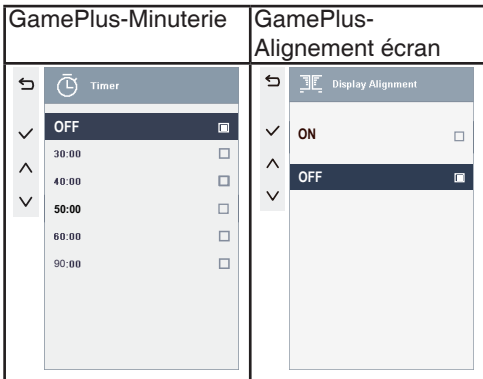 GamePlus-Minuterie
GamePlus-
Alignement écran
Timer
OFF
30:00
40:00
50:00
60:00
90:00
Display Alignment
ON
OFF